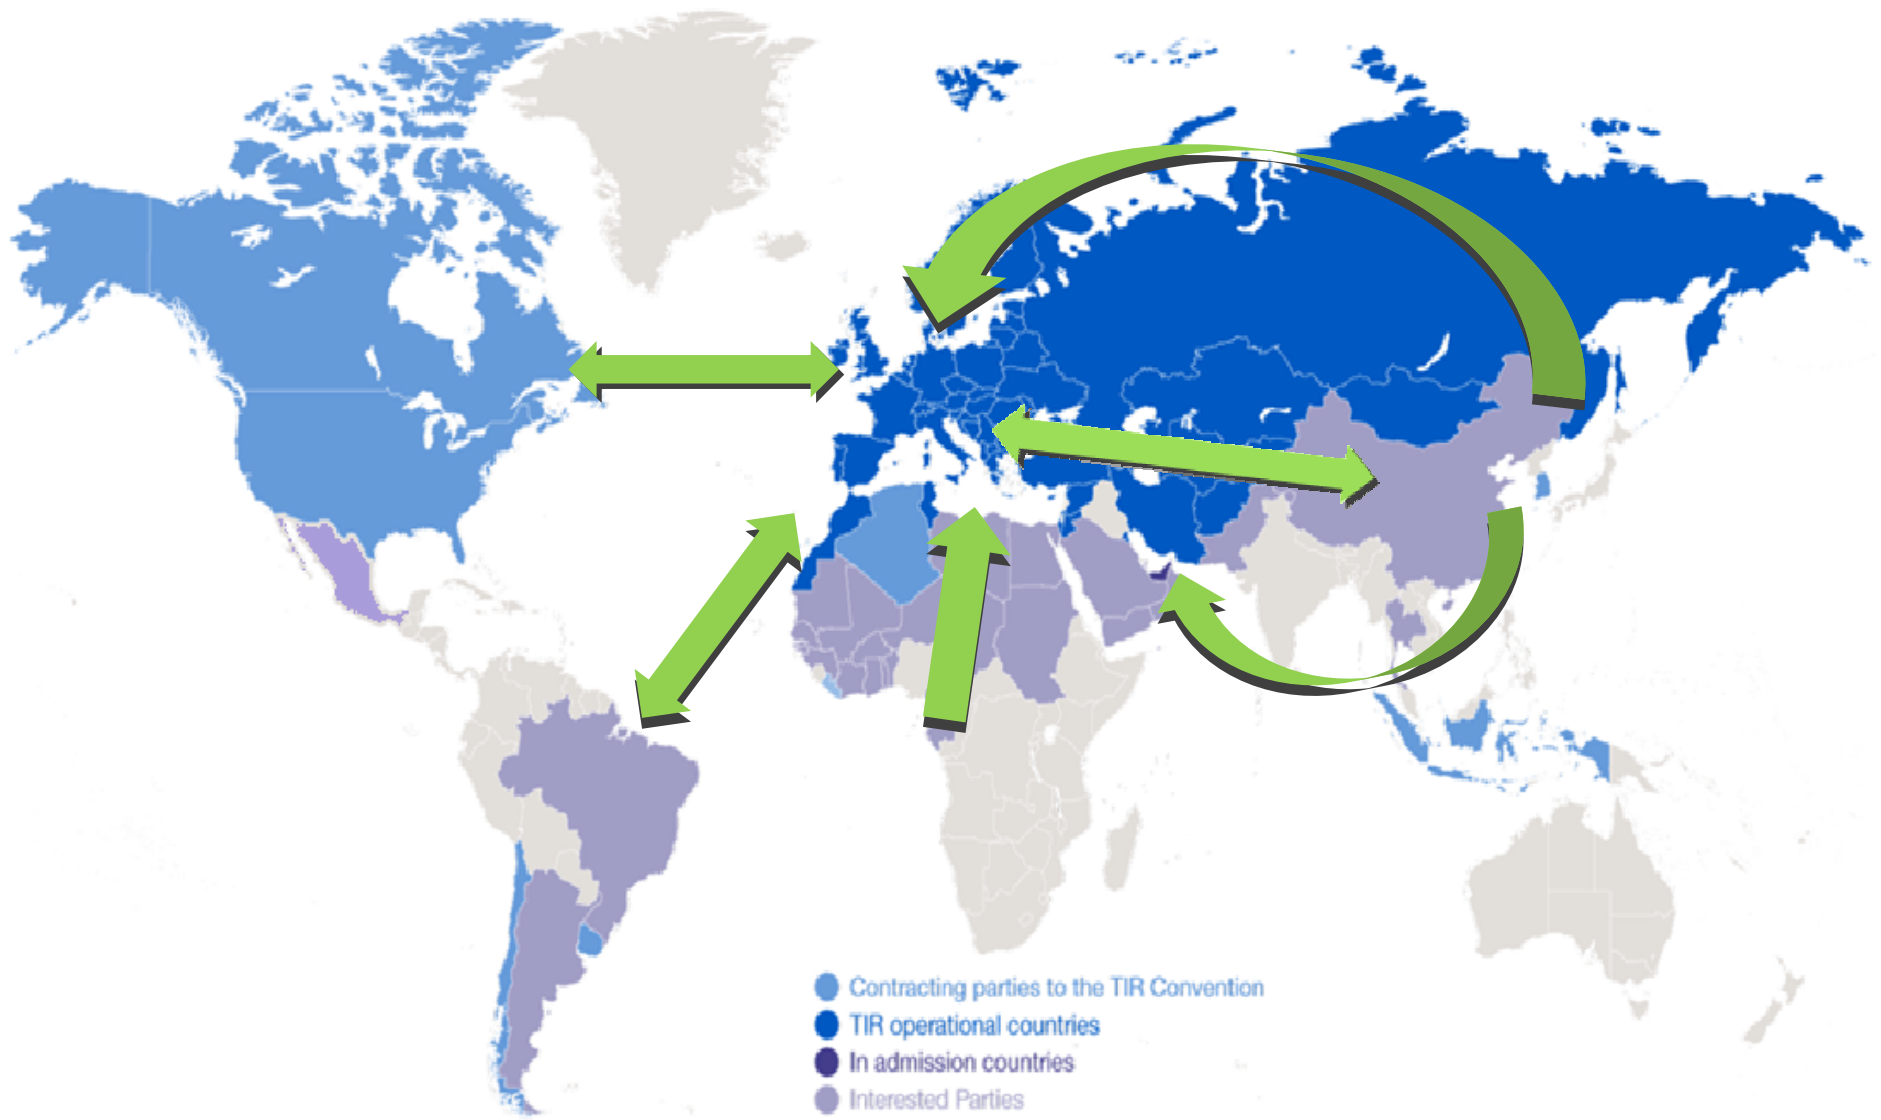 Contracting parties to the TIR Convention
TIR operational countries
In admission countries
Interested Parties